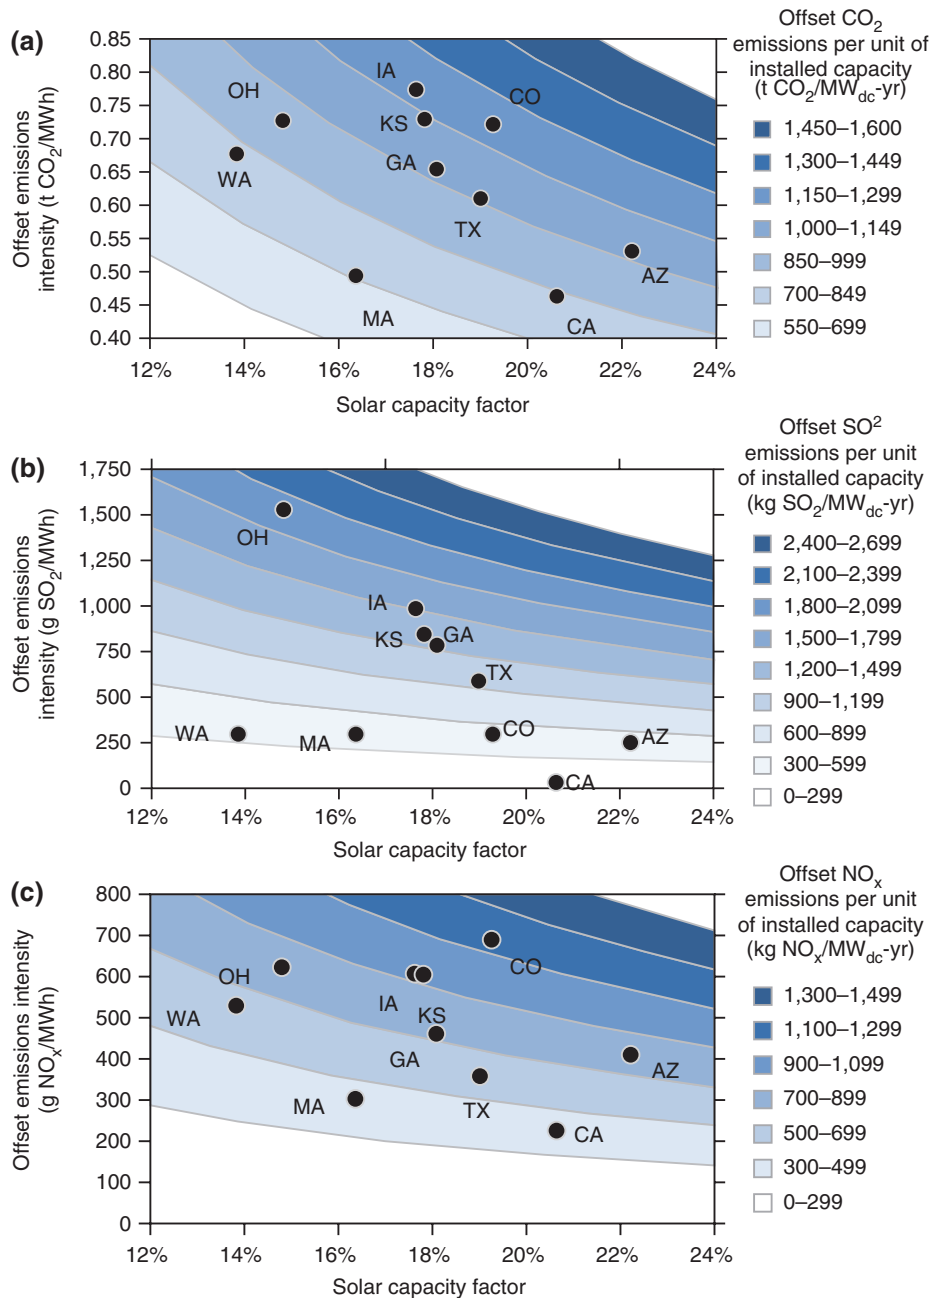 (a)
Offset CO2
emissions per unit of
installed capacity
(t CO2/MWdc-yr)
1,450–1,600
1,300–1,449
1,150–1,299
1,000–1,149
850–999
700–849
550–699
Offset emissions
intensity (t CO2/MWh)
0.85
0.80
0.75
0.70
0.65
0.60
0.55
0.50
0.45
0.40
IA
OH
CO
KS
GA
WA
TX
AZ
MA
CA
12% 14% 16% 18% 20% 22% 24%
Solar capacity factor
(b)
Offset SO2
emissions per unit
of installed capacity
(kg SO2/MWdc-yr)
2,400–2,699
2,100–2,399
1,800–2,099
1,500–1,799
1,200–1,499
900–1,199
600–899
300–599
0–299
Offset emissions
intensity (g SO2/MWh)
1,750
1,500
1,250
1,000
750
500
250
0
OH
IA
KS
GA
TX
WA
MA
CO
AZ
CA
12% 14% 16% 18% 20% 22% 24%
Solar capacity factor
(c)
Offset NOx
emissions per unit
of installed capacity
(kg NOx/MWdc-yr)
1,300–1,499
1,100–1,299
900–1,099
700–899
500–699
300–499
0–299
Offset emissions intensity
(g NOx/MWh)
800
700
600
500
400
300
200
100
0
OH
CO
WA
IA
KS
GA
AZ
MA
TX
CA
12% 14% 16% 18% 20% 22% 24%
Solar capacity factor